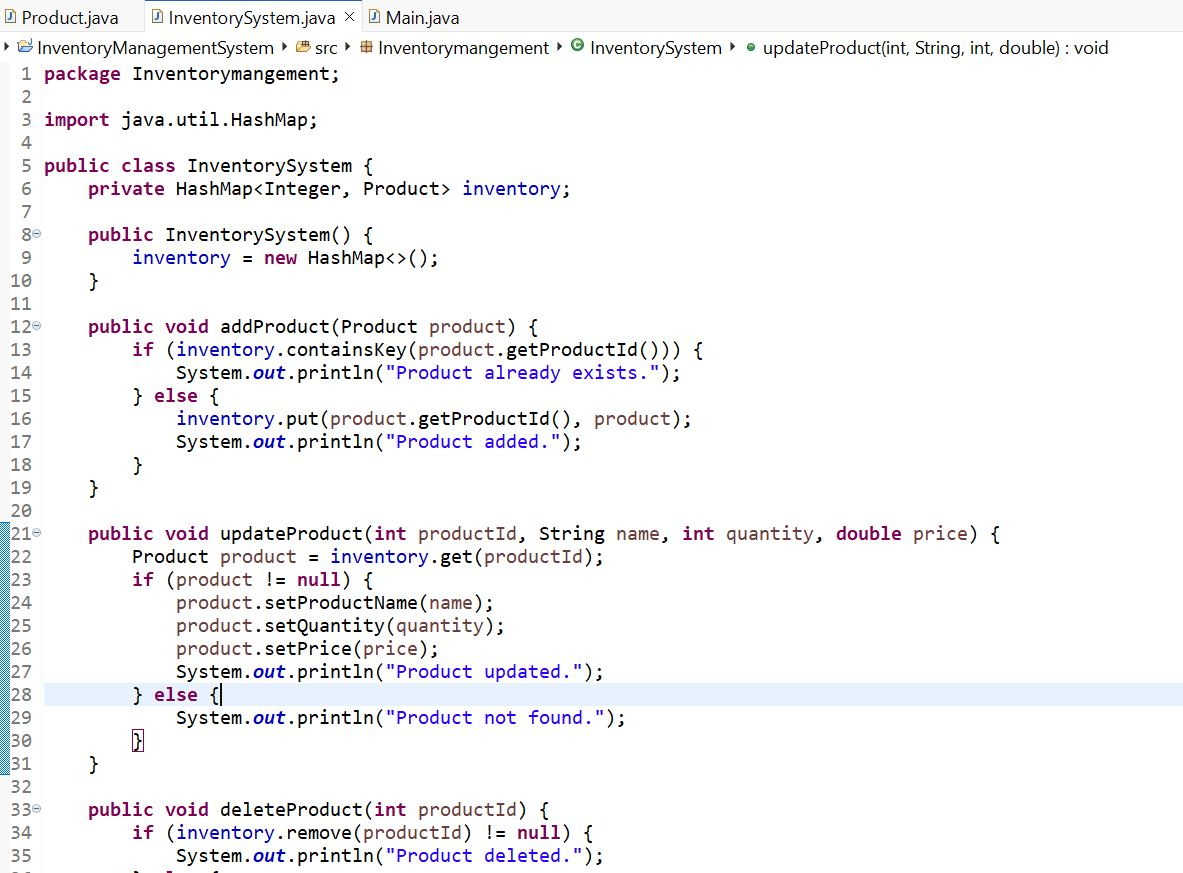 Product.java InventorySystem.java Main.java
InventoryManagementSystem src Inventorymangement InventorySystem updateProduct(int, String, int, double) : void
1 package Inventorymangement;
2
3 import java.util.HashMap;
4
5 public class InventorySystem {
6     private HashMap<Integer, Product> inventory;
7
8     public InventorySystem() {
9         inventory = new HashMap<>();
10     }
11
12     public void addProduct(Product product) {
13         if (inventory.containsKey(product.getProductId())) {
14             System.out.println("Product already exists.");
15         } else {
16             inventory.put(product.getProductId(), product);
17             System.out.println("Product added.");
18         }
19     }
20
21     public void updateProduct(int productId, String name, int quantity, double price) {
22         Product product = inventory.get(productId);
23         if (product != null) {
24             product.setProductName(name);
25             product.setQuantity(quantity);
26             product.setPrice(price);
27             System.out.println("Product updated.");
28         } else {
29             System.out.println("Product not found.");
30         }
31     }
32
33     public void deleteProduct(int productId) {
34         if (inventory.remove(productId) != null) {
35             System.out.println("Product deleted.");